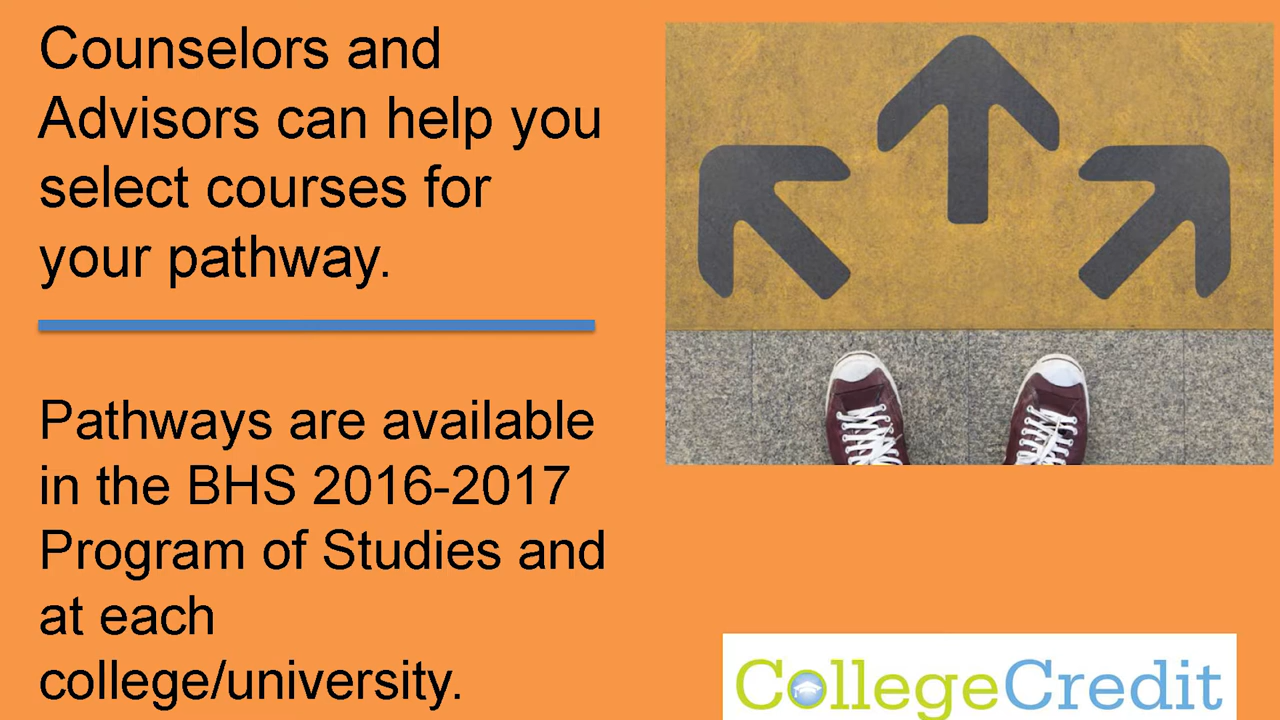 Counselors and
Advisors can help you
select courses for
your pathway.
Pathways are available
in the BHS 2016-2017
Program of Studies and
at each
college/university.
CollegeCredit